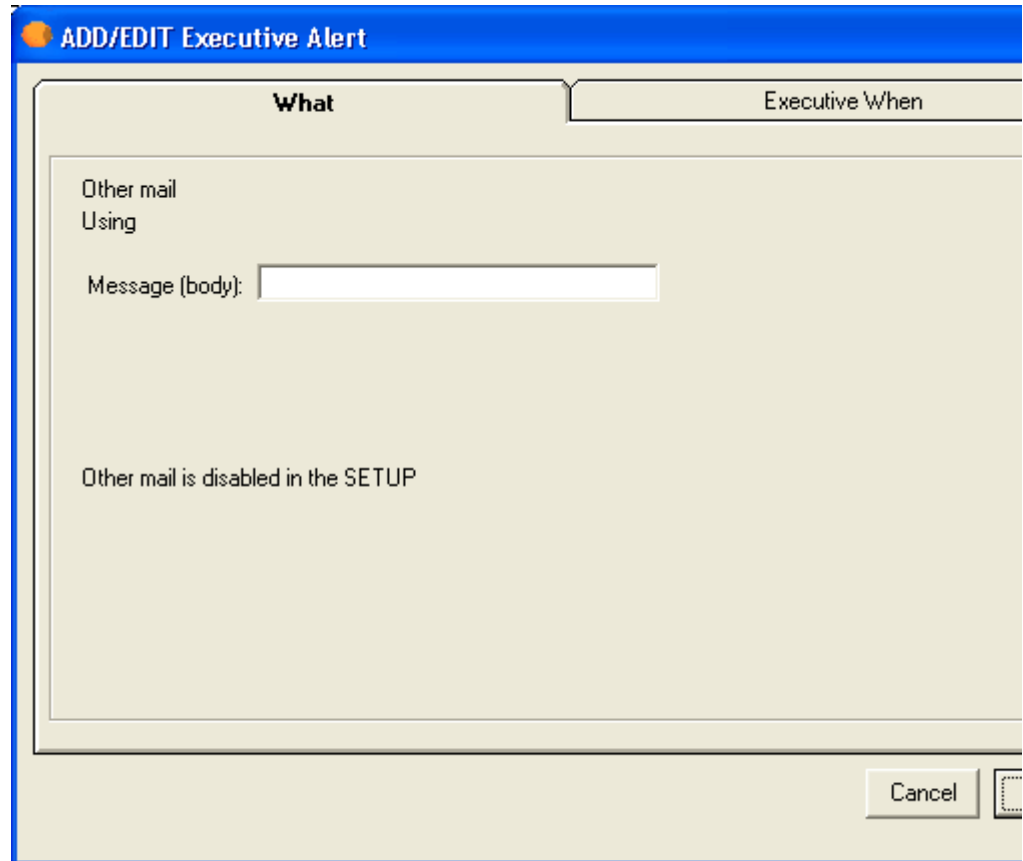 ADD/EDIT Executive Alert
What
Executive When
Other mail
Using
Message (body):
Other mail is disabled in the SETUP
Cancel